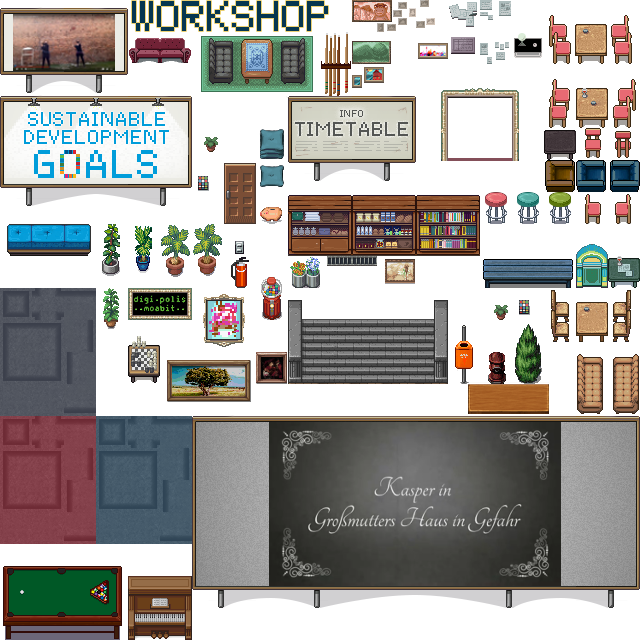 WORKSHOP
SUSTAINABLE
DEVELOPMENT
GOALS
INFO
TIMETABLE
digi-polis
--moabit--
Kasper in
Großmutters Haus in Gefahr